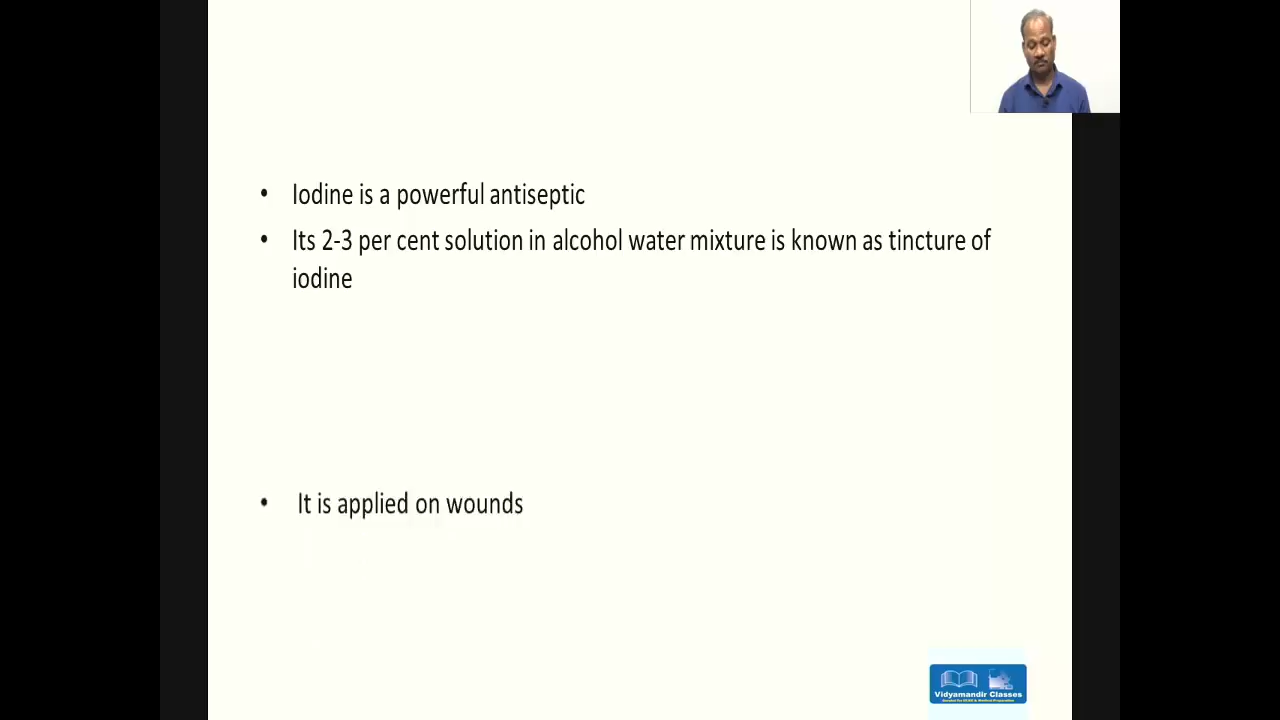 • Iodine is a powerful antiseptic
• Its 2-3 per cent solution in alcohol water mixture is known as tincture of
iodine
• It is applied on wounds
Vidyamandir Classes